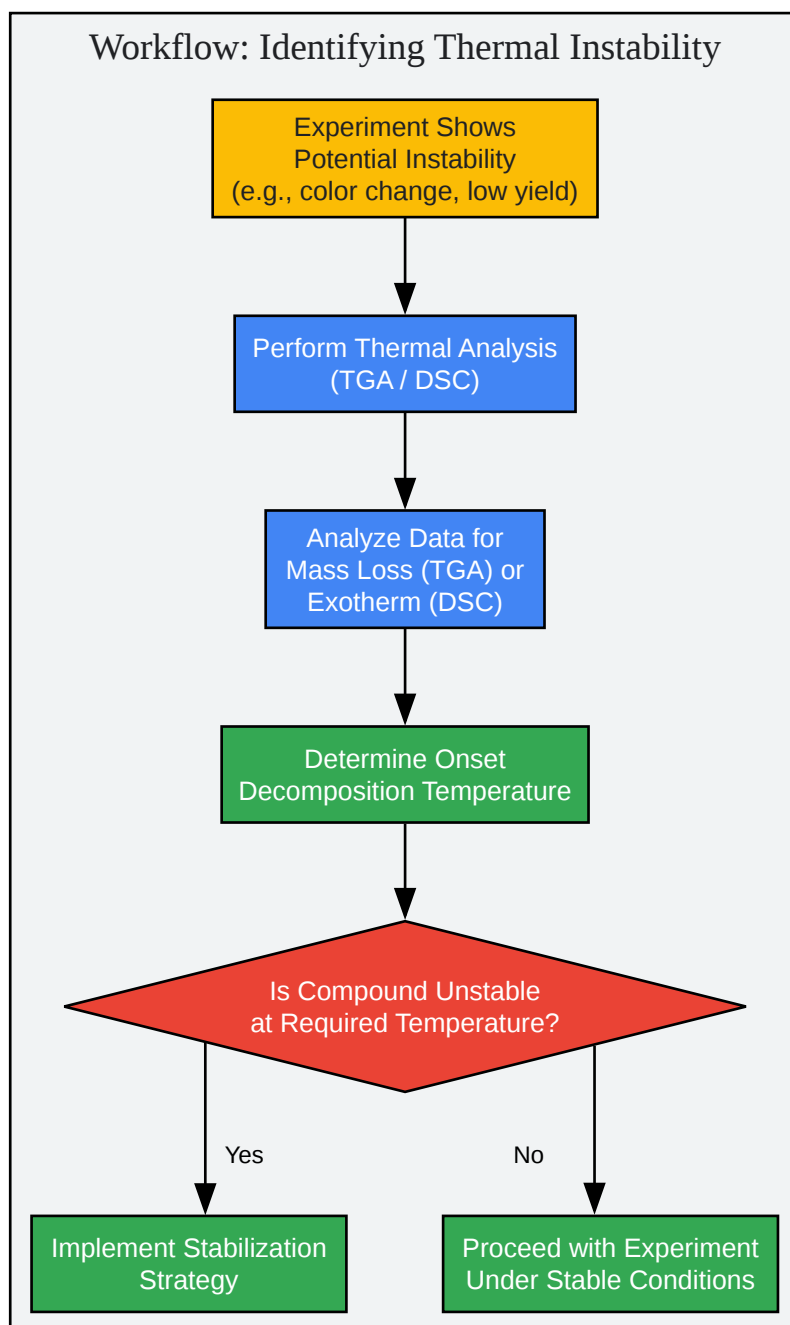 Workflow: Identifying Thermal Instability
Experiment Shows
Potential Instability
(e.g., color change, low yield)
Perform Thermal Analysis
(TGA / DSC)
Analyze Data for
Mass Loss (TGA) or
Exotherm (DSC)
Determine Onset
Decomposition Temperature
Is Compound Unstable
at Required Temperature?
Yes
No
Implement Stabilization
Strategy
Proceed with Experiment
Under Stable Conditions